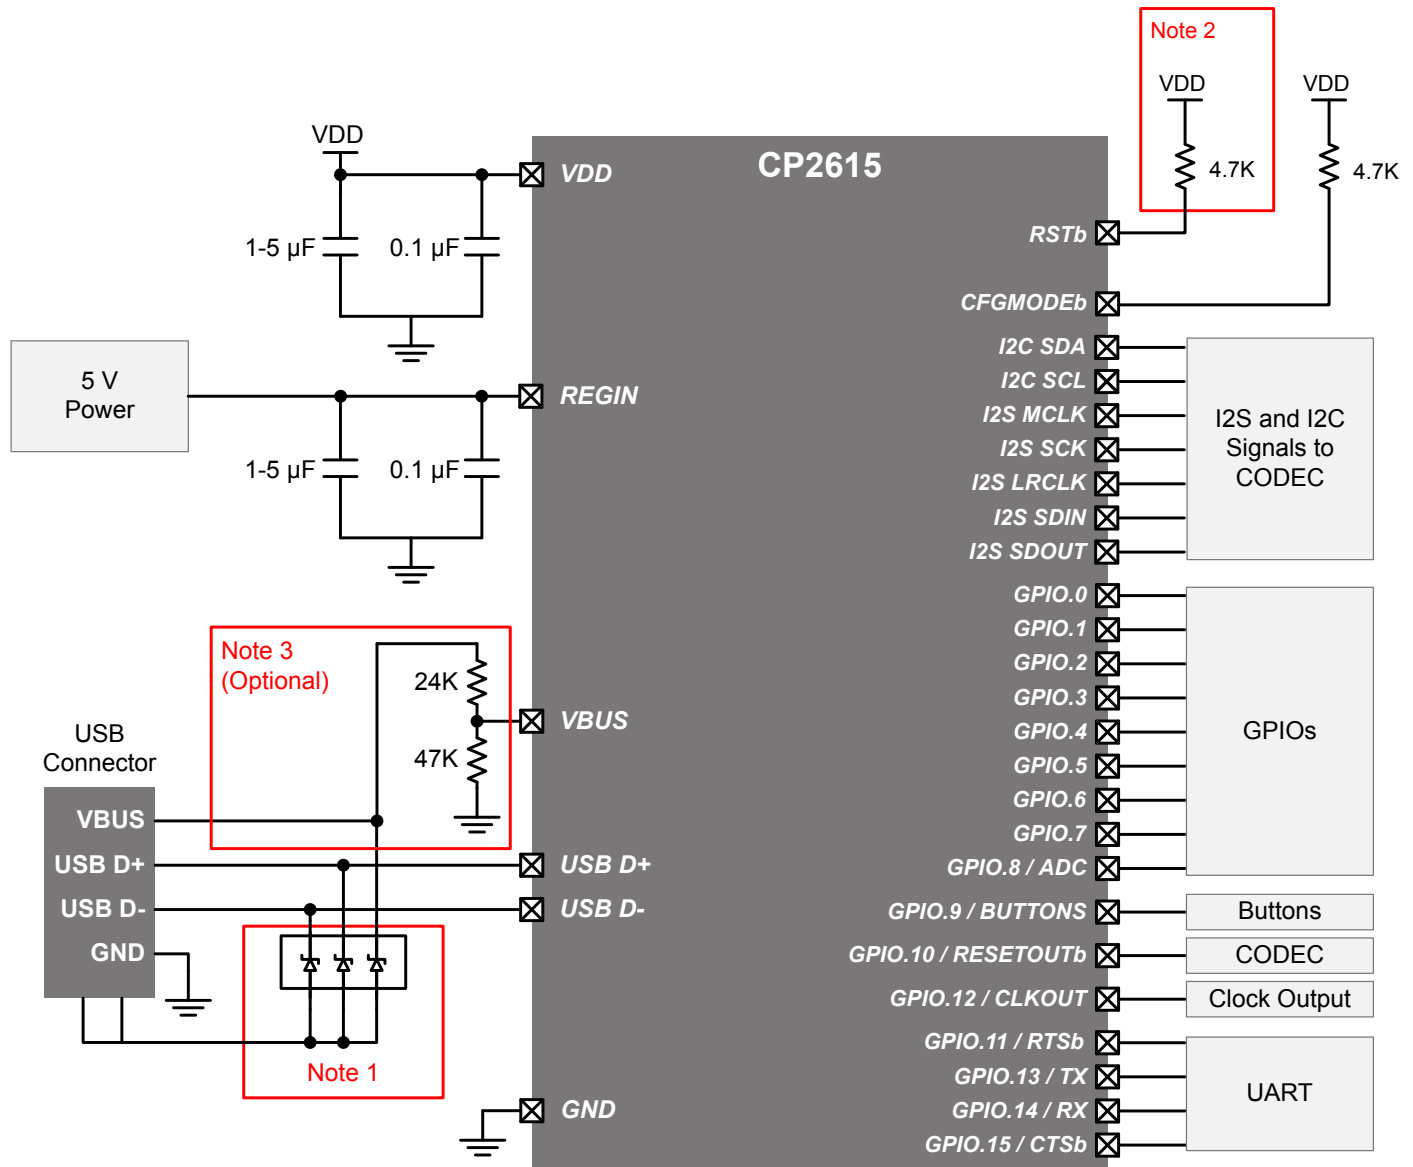 Note 2
VDD
VDD
4.7K
4.7K
VDD
1-5 µF
0.1 µF
5 V
Power
1-5 µF
0.1 µF
Note 3
(Optional)
24K
47K
USB
Connector
VBUS
USB D+
USB D-
GND
Note 1
CP2615
VDD
REGIN
VBUS
USB D+
USB D-
GND
RSTb
CFGMODEb
I2C SDA
I2C SCL
I2S MCLK
I2S SCK
I2S LRCLK
I2S SDIN
I2S SDOUT
GPIO.0
GPIO.1
GPIO.2
GPIO.3
GPIO.4
GPIO.5
GPIO.6
GPIO.7
GPIO.8 / ADC
GPIO.9 / BUTTONS
GPIO.10 / RESETOUTb
GPIO.12 / CLKOUT
GPIO.11 / RTSb
GPIO.13 / TX
GPIO.14 / RX
GPIO.15 / CTSb
I2S and I2C
Signals to
CODEC
GPIOs
Buttons
CODEC
Clock Output
UART